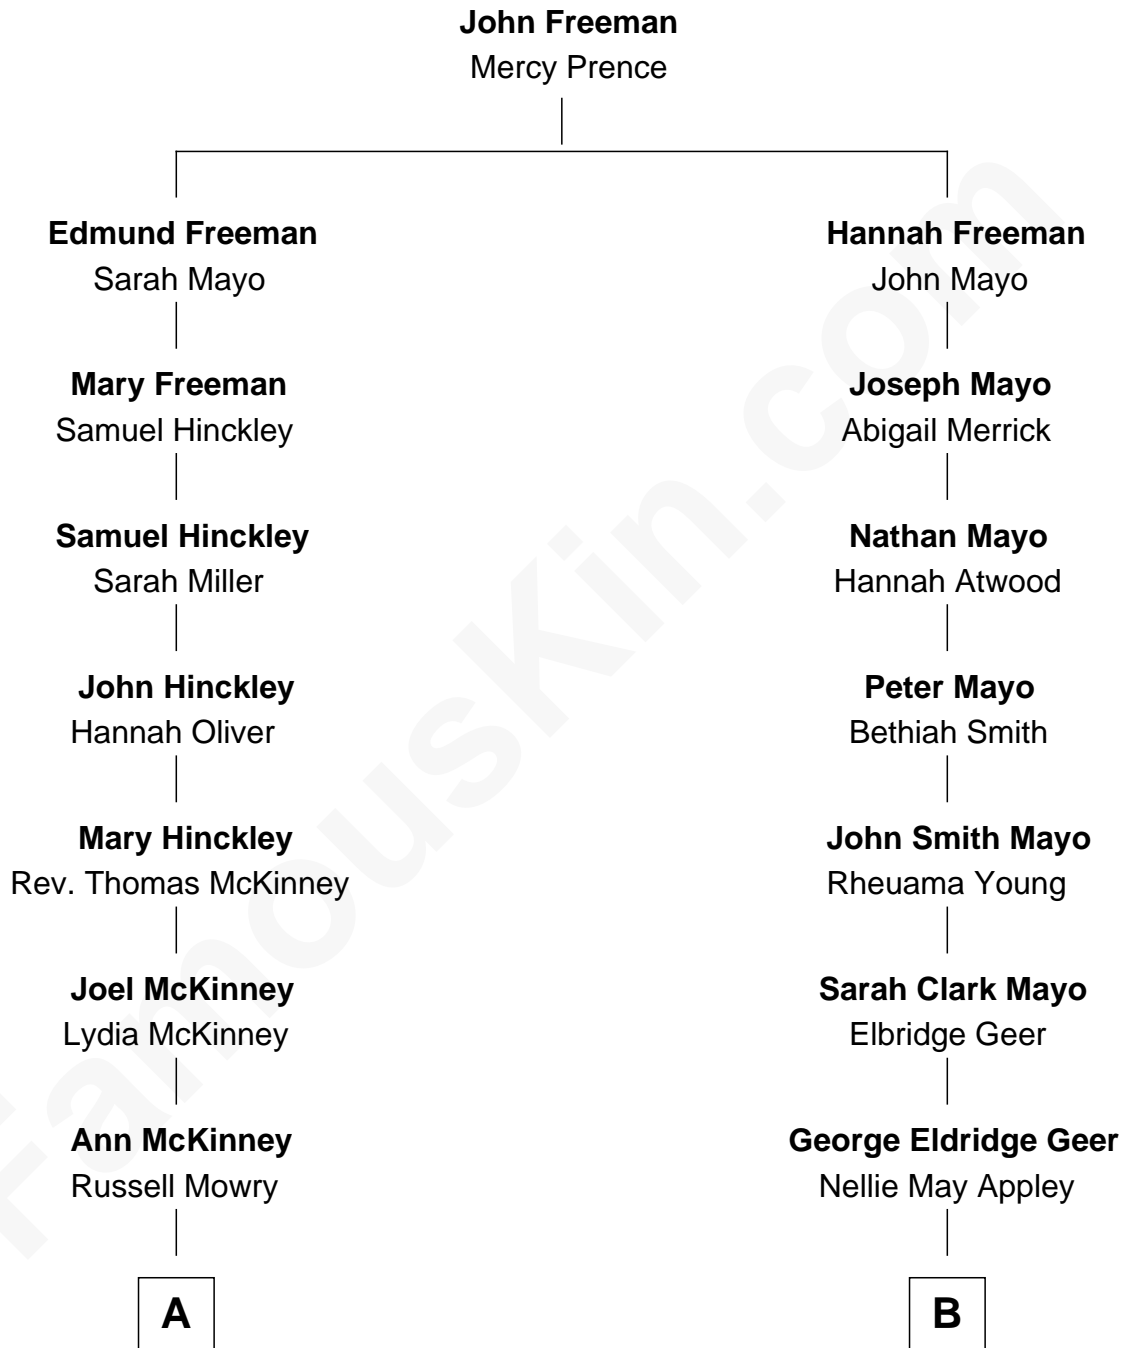 John Freeman
Mercy Prence
Edmund Freeman
Sarah Mayo
Hannah Freeman
John Mayo
Mary Freeman
Samuel Hinckley
Joseph Mayo
Abigail Merrick
Samuel Hinckley
Sarah Miller
Nathan Mayo
Hannah Atwood
John Hinckley
Hannah Oliver
Peter Mayo
Bethiah Smith
Mary Hinckley
Rev. Thomas McKinney
John Smith Mayo
Rheuama Young
Joel McKinney
Lydia McKinney
Sarah Clark Mayo
Elbridge Geer
Ann McKinney
Russell Mowry
George Eldridge Geer
Nellie May Appley
A
B
FamousKin.com